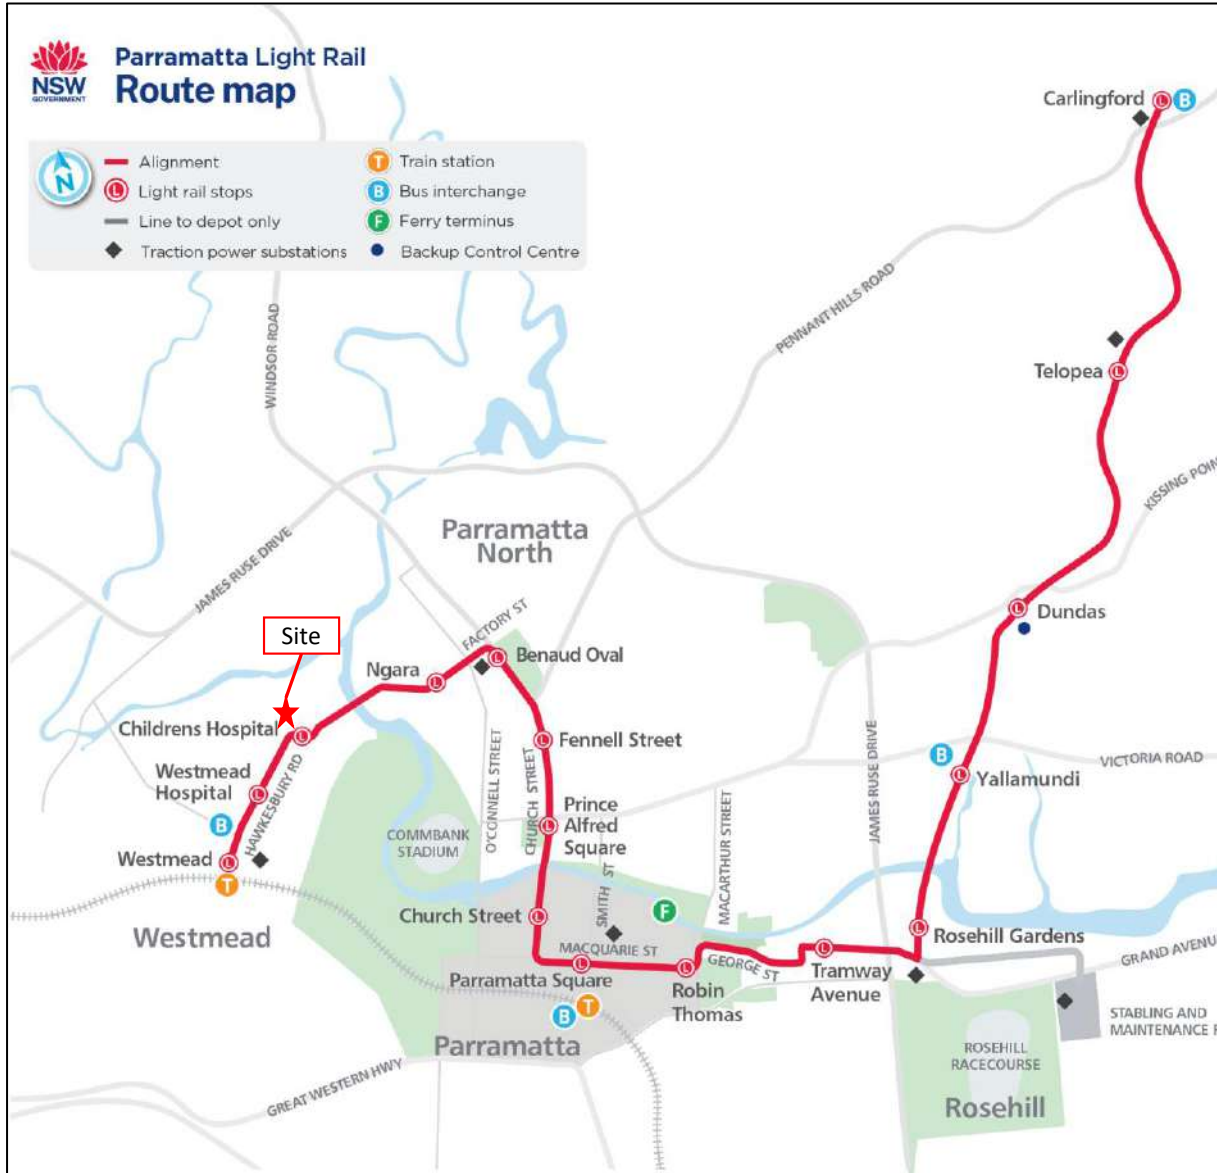 NSW
GOVERNMENT
Parramatta Light Rail
Route map
N
Alignment
L Light rail stops
Line to depot only
Traction power substations
T Train station
B Bus interchange
F Ferry terminus
Backup Control Centre
Carlingford L B
PENNANT HILLS ROAD
WINDSOR ROAD
Telopea L
KISSING POIN
JAMES RUSE DRIVE
Parramatta
North
Site
FACTORY ST
L Dundas
Ngara L
L Benaud Oval
Childrens Hospital L
L Fennell Street
O'CONNELL STREET
CHURCH STREET
JAMES RUSE DRIVE
VICTORIA ROAD
B
L Yallamundi
Westmead
Hospital L
HAWKESBURY RD
B
Prince
Alfred
Square
L
COMMBANK
STADIUM
SMITH ST
MACARTHUR STREET
Westmead L
T
Westmead
Church Street L
F
L Rosehill Gardens
MACQUARIE ST
GEORGE ST
L
Tramway
Avenue
GRAND AVENU
Parramatta Square
L
L
Robin
Thomas
B T
Parramatta
STABLING AND
MAINTENANCE F
ROSEHILL
RACECOURSE
GREAT WESTERN HWY
Rosehill